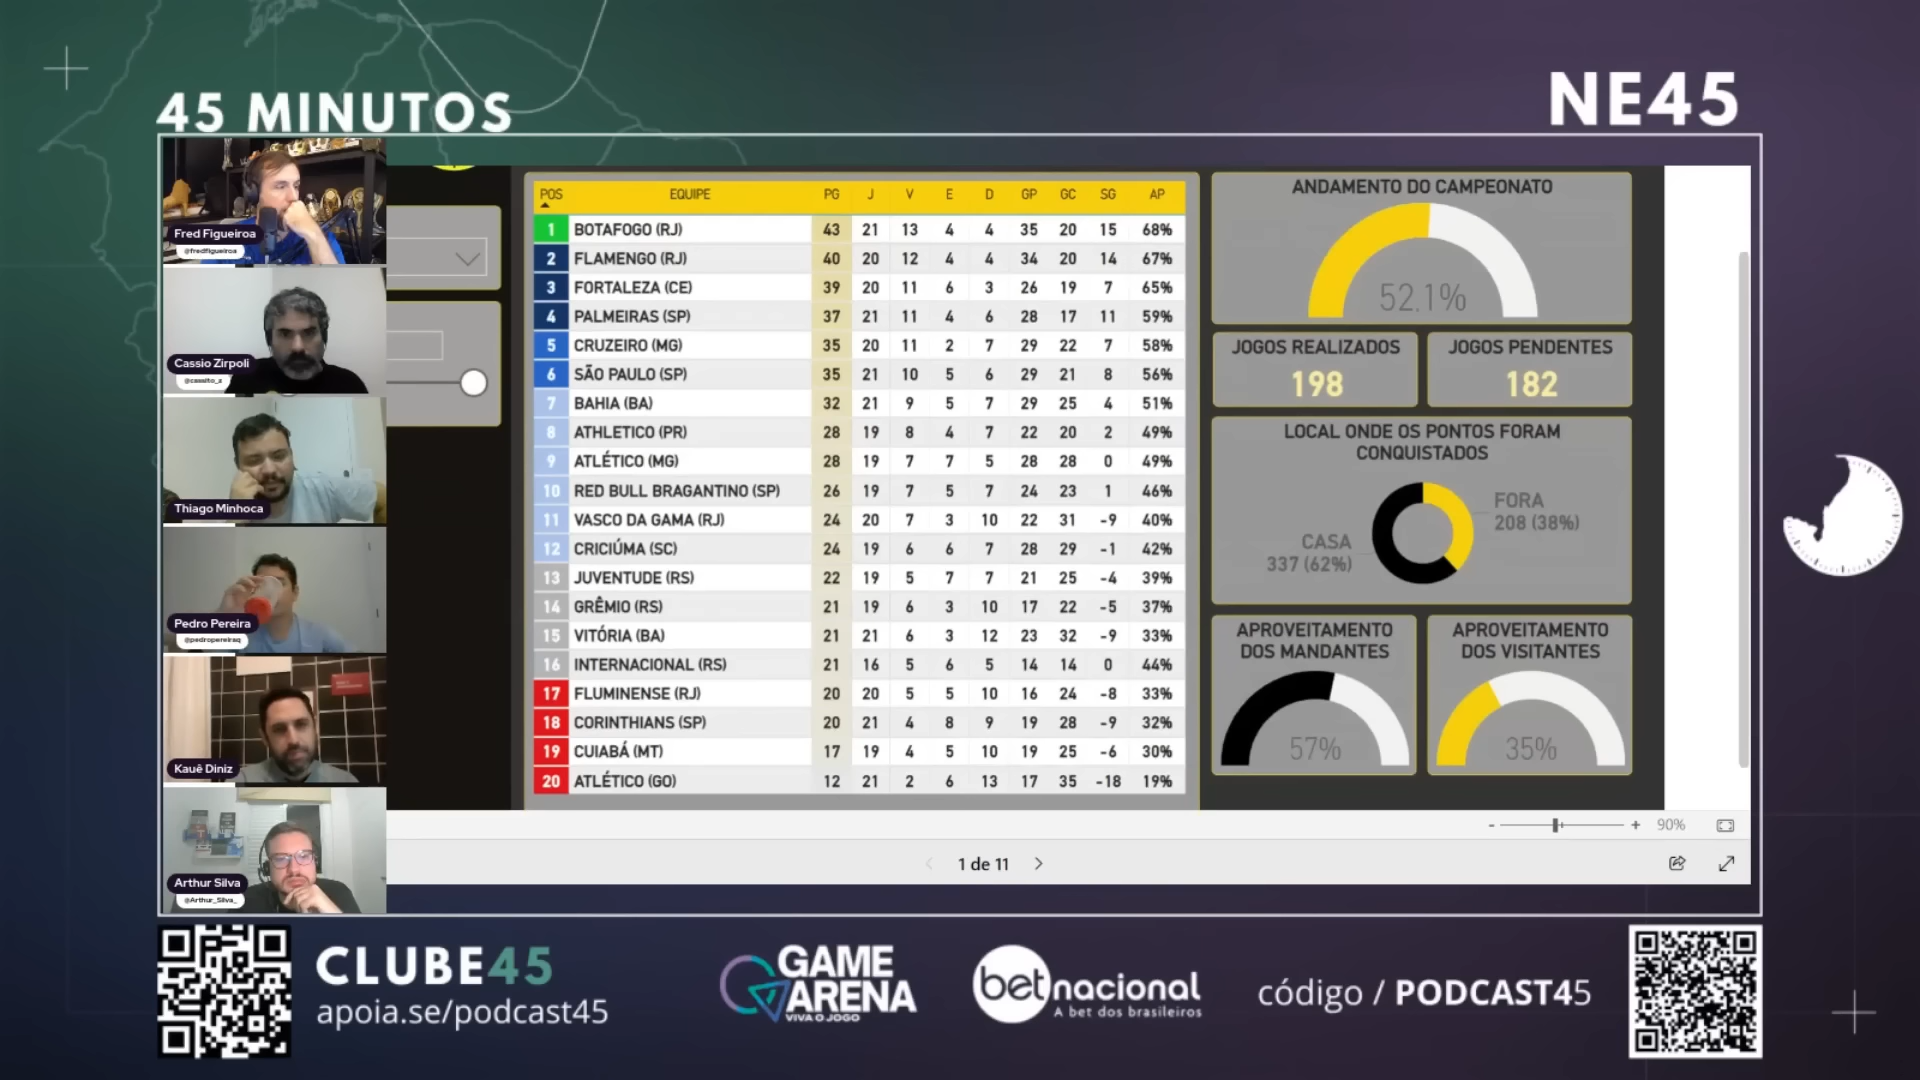 45 MINUTOS
NE45
Fred Figueiroa
@fredfigueiroa
Cassio Zirpoli
@cassito_z
Thiago Minhoca
Pedro Pereira
@pedropereiraq
Kauê Diniz
Arthur Silva
@Arthur_Silva_
POS EQUIPE PG J V E D GP GC SG AP
1 BOTAFOGO (RJ) 43 21 13 4 4 35 20 15 68%
2 FLAMENGO (RJ) 40 20 12 4 4 34 20 14 67%
3 FORTALEZA (CE) 39 20 11 6 3 26 19 7 65%
4 PALMEIRAS (SP) 37 21 11 4 6 28 17 11 59%
5 CRUZEIRO (MG) 35 20 11 2 7 29 22 7 58%
6 SÃO PAULO (SP) 35 21 10 5 6 29 21 8 56%
7 BAHIA (BA) 32 21 9 5 7 29 25 4 51%
8 ATHLETICO (PR) 28 19 8 4 7 22 20 2 49%
9 ATLÉTICO (MG) 28 19 7 7 5 28 28 0 49%
10 RED BULL BRAGANTINO (SP) 26 19 7 5 7 24 23 1 46%
11 VASCO DA GAMA (RJ) 24 20 7 3 10 22 31 -9 40%
12 CRICIÚMA (SC) 24 19 6 6 7 28 29 -1 42%
13 JUVENTUDE (RS) 22 19 5 7 7 21 25 -4 39%
14 GRÊMIO (RS) 21 19 6 3 10 17 22 -5 37%
15 VITÓRIA (BA) 21 21 6 3 12 23 32 -9 33%
16 INTERNACIONAL (RS) 21 16 5 6 5 14 14 0 44%
17 FLUMINENSE (RJ) 20 20 5 5 10 16 24 -8 33%
18 CORINTHIANS (SP) 20 21 4 8 9 19 28 -9 32%
19 CUIABÁ (MT) 17 19 4 5 10 19 25 -6 30%
20 ATLÉTICO (GO) 12 21 2 6 13 17 35 -18 19%
ANDAMENTO DO CAMPEONATO
52,1%
JOGOS REALIZADOS
198
JOGOS PENDENTES
182
LOCAL ONDE OS PONTOS FORAM
CONQUISTADOS
FORA
208 (38%)
CASA
337 (62%)
APROVEITAMENTO
DOS MANDANTES
57%
APROVEITAMENTO
DOS VISITANTES
35%
- + 90%
1 de 11
CLUBE45
apoia.se/podcast45
GAME
ARENA
VIVA O JOGO
betnacional
A bet dos brasileiros
código / PODCAST45